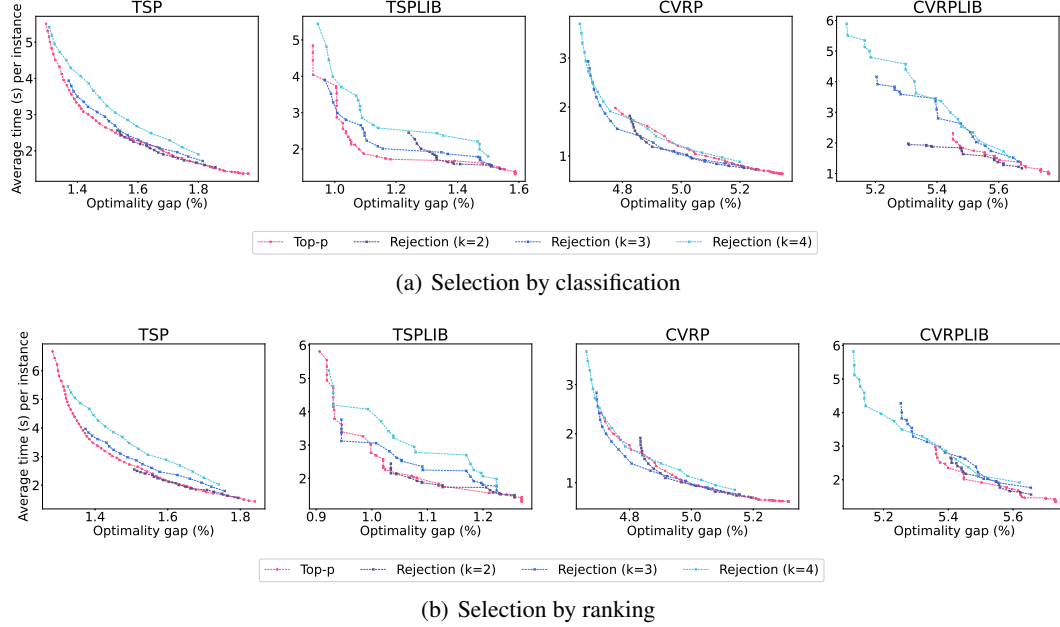 TSP TSPLIB CVRP CVRPLIB
Average time (s) per instance
5 4 3 2
5 4 3 2
3 2 1
6 5 4 3 2 1
1.4 1.6 1.8 1.0 1.2 1.4 1.6 4.8 5.0 5.2 5.2 5.4 5.6
Optimality gap (%) Optimality gap (%) Optimality gap (%) Optimality gap (%)
Top-p Rejection (k=2) Rejection (k=3) Rejection (k=4)
(a) Selection by classification
TSP TSPLIB CVRP CVRPLIB
Average time (s) per instance
6 5 4 3 2
6 5 4 3 2
3 2 1
6 5 4 3 2
1.4 1.6 1.8 0.9 1.0 1.1 1.2 4.8 5.0 5.2 5.2 5.4 5.6
Optimality gap (%) Optimality gap (%) Optimality gap (%) Optimality gap (%)
Top-p Rejection (k=2) Rejection (k=3) Rejection (k=4)
(b) Selection by ranking